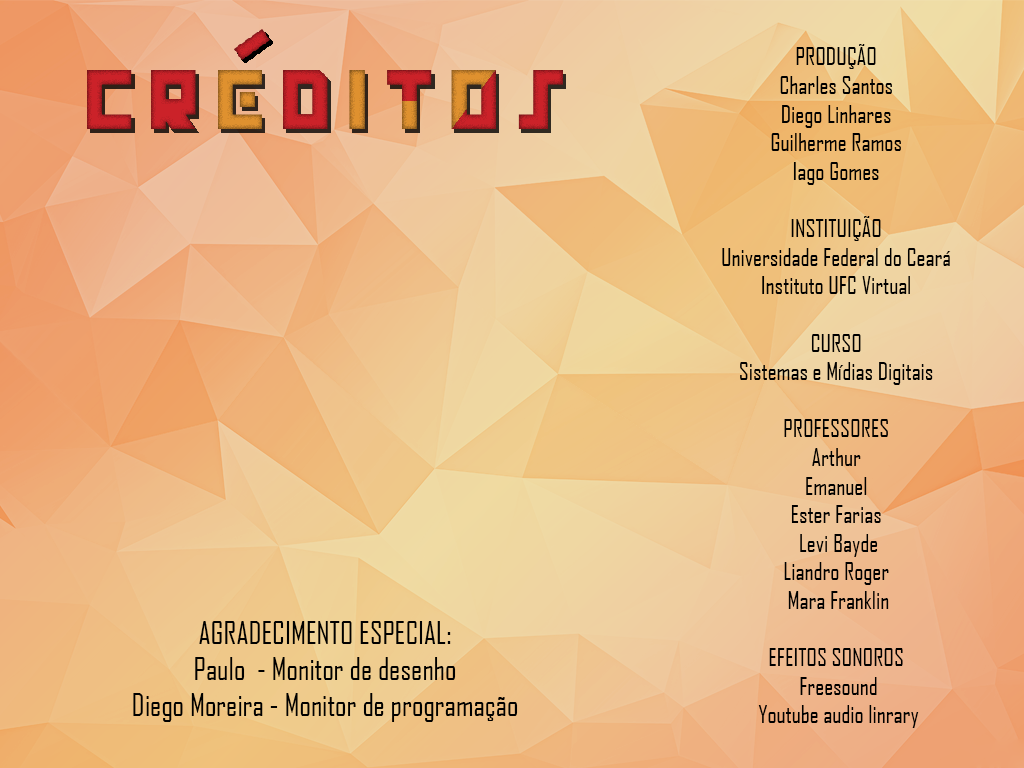 CRÉDITOS
PRODUÇÃO
Charles Santos
Diego Linhares
Guilherme Ramos
Iago Gomes
INSTITUIÇÃO
Universidade Federal do Ceará
Instituto UFC Virtual
CURSO
Sistemas e Mídias Digitais
PROFESSORES
Arthur
Emanuel
Ester Farias
Levi Bayde
Liandro Roger
Mara Franklin
EFEITOS SONOROS
Freesound
Youtube audio linrary
AGRADECIMENTO ESPECIAL:
Paulo - Monitor de desenho
Diego Moreira - Monitor de programação